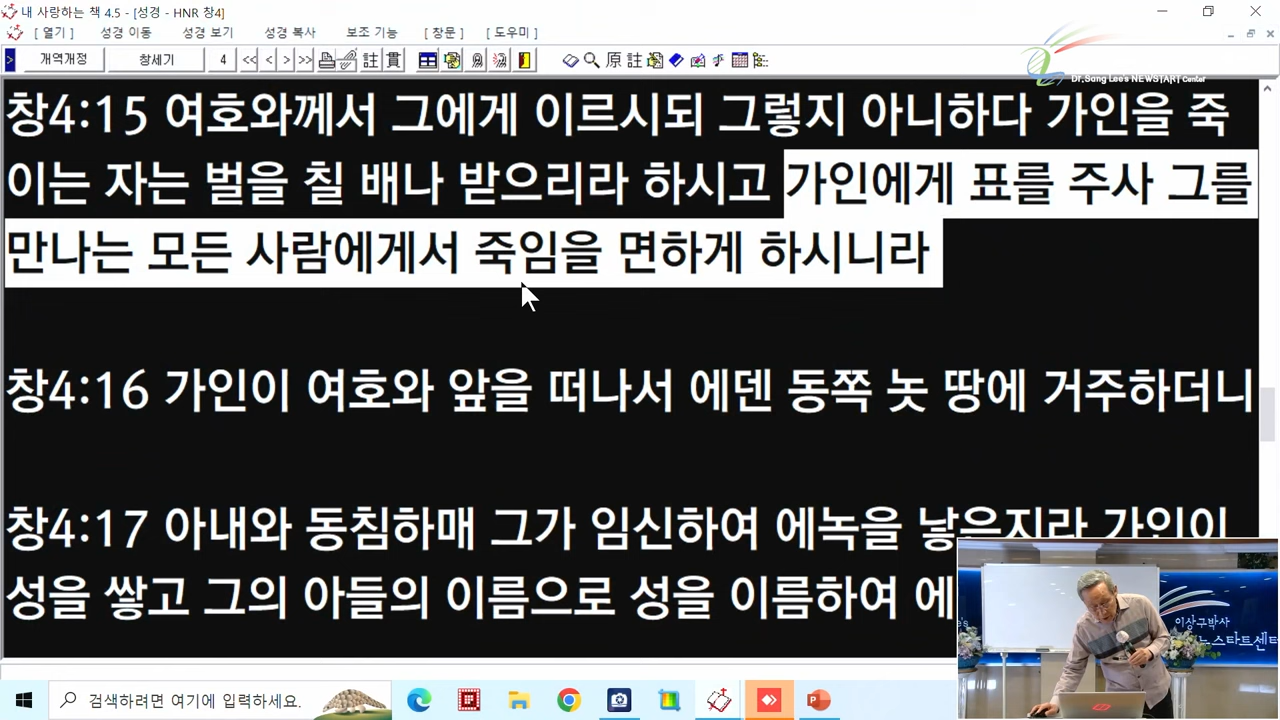 내 사랑하는 책 4.5 - [성경 - HNR 창4]
[ 열기 ] 성경 이동 성경 보기 성경 복사 보조 기능 [ 창문 ] [ 도우미 ]
개역개정 창세기 4 << < > >> 註 貫 原 註
Dr.Sang Lee's NEWSTART Center
창4:15 여호와께서 그에게 이르시되 그렇지 아니하다 가인을 죽
이는 자는 벌을 칠 배나 받으리라 하시고 가인에게 표를 주사 그를
만나는 모든 사람에게서 죽임을 면하게 하시니라
창4:16 가인이 여호와 앞을 떠나서 에덴 동쪽 놋 땅에 거주하더니
창4:17 아내와 동침하매 그가 임신하여 에녹을 낳은지라 가인이
성을 쌓고 그의 아들의 이름으로 성을 이름하여 에
이상구박사
뉴스타트센터
검색하려면 여기에 입력하세요.